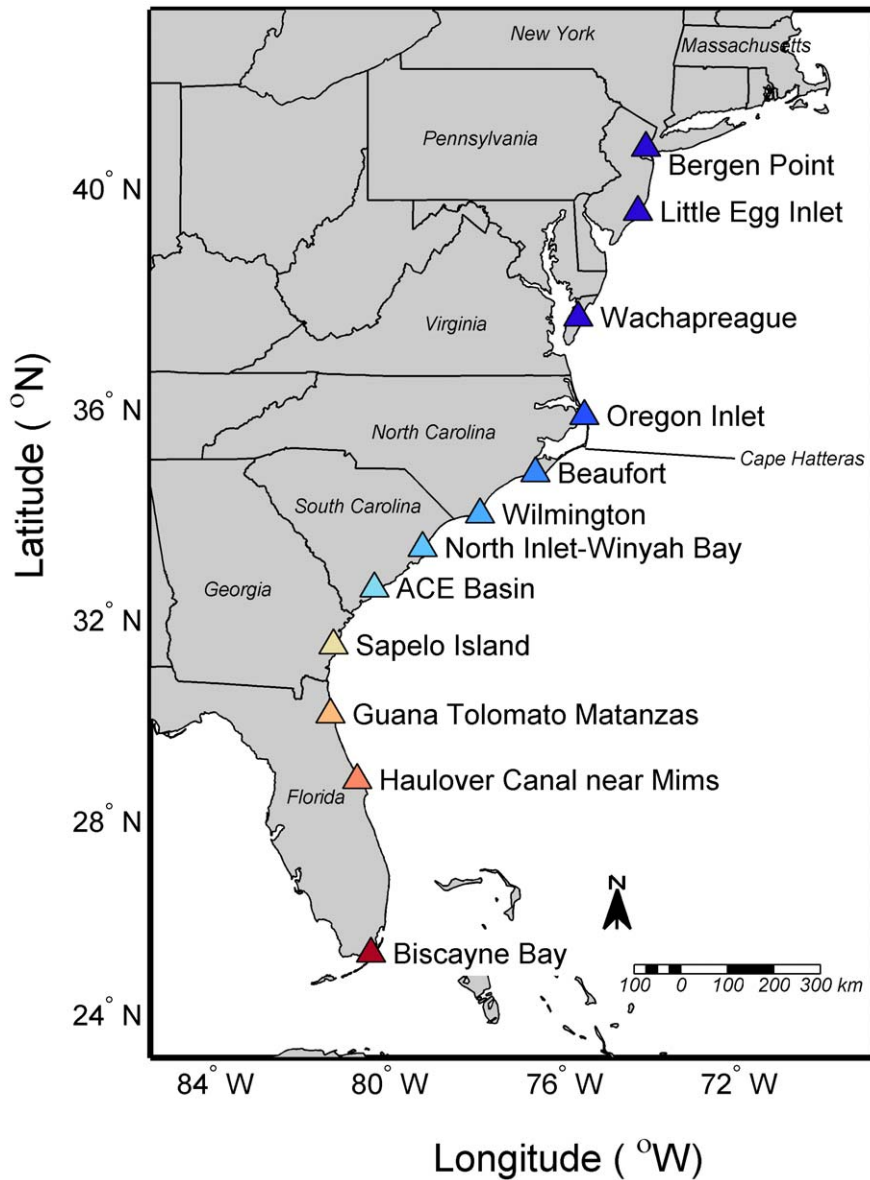 New York
Massachusetts
Pennsylvania
Bergen Point
40° N
Little Egg Inlet
Wachapreague
Virginia
36° N
Oregon Inlet
North Carolina
Cape Hatteras
Beaufort
South Carolina
Wilmington
North Inlet-Winyah Bay
Georgia
ACE Basin
32° N
Sapelo Island
Guana Tolomato Matanzas
Haulover Canal near Mims
Florida
28° N
N
Biscayne Bay
100 0 100 200 300 km
24° N
84° W 80° W 76° W 72° W
Latitude ( °N)
Longitude ( °W)